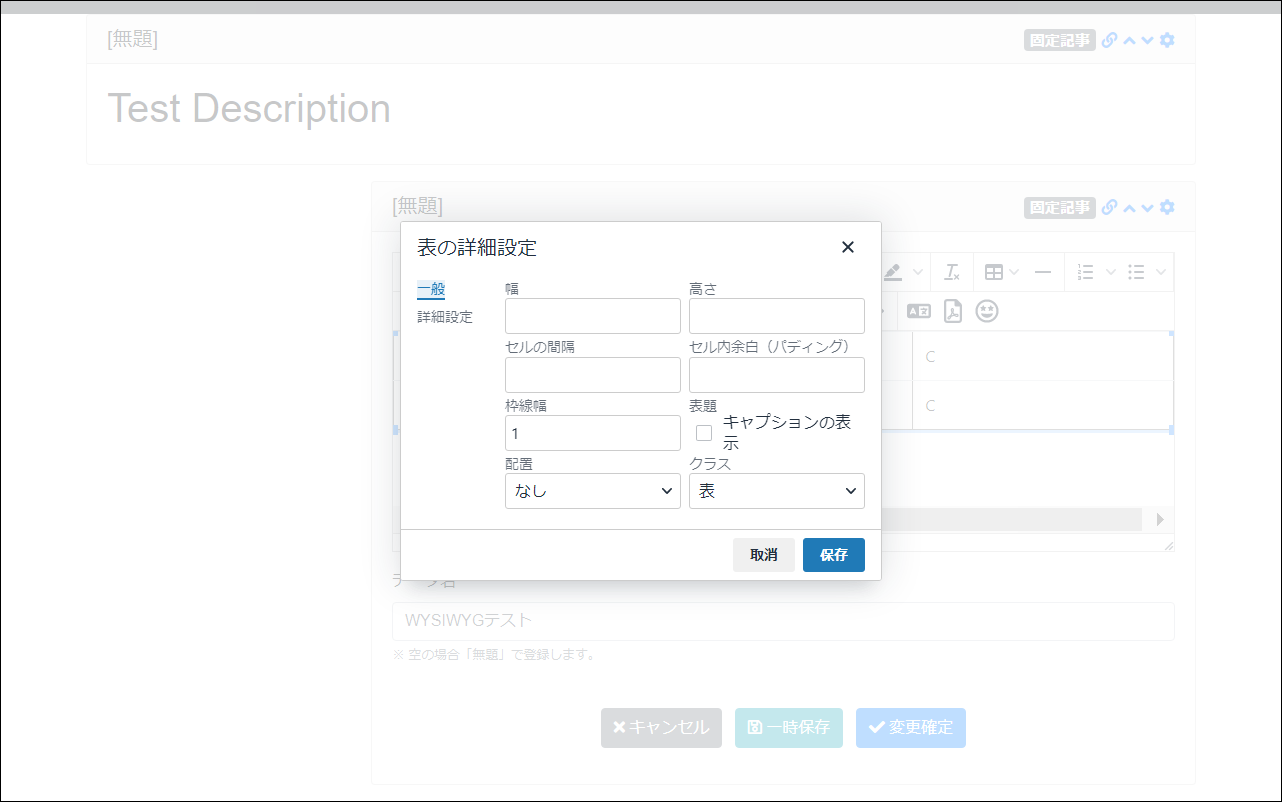 [無題]
固定記事
Test Description
[無題]
固定記事
表の詳細設定
一般
詳細設定
幅
高さ
セルの間隔
セル内余白（パディング）
枠線幅
1
表題
キャプションの表
示
配置
なし
クラス
表
取消
保存
C
C
WYSIWYGテスト
※ 空の場合「無題」で登録します。
キャンセル
一時保存
変更確定